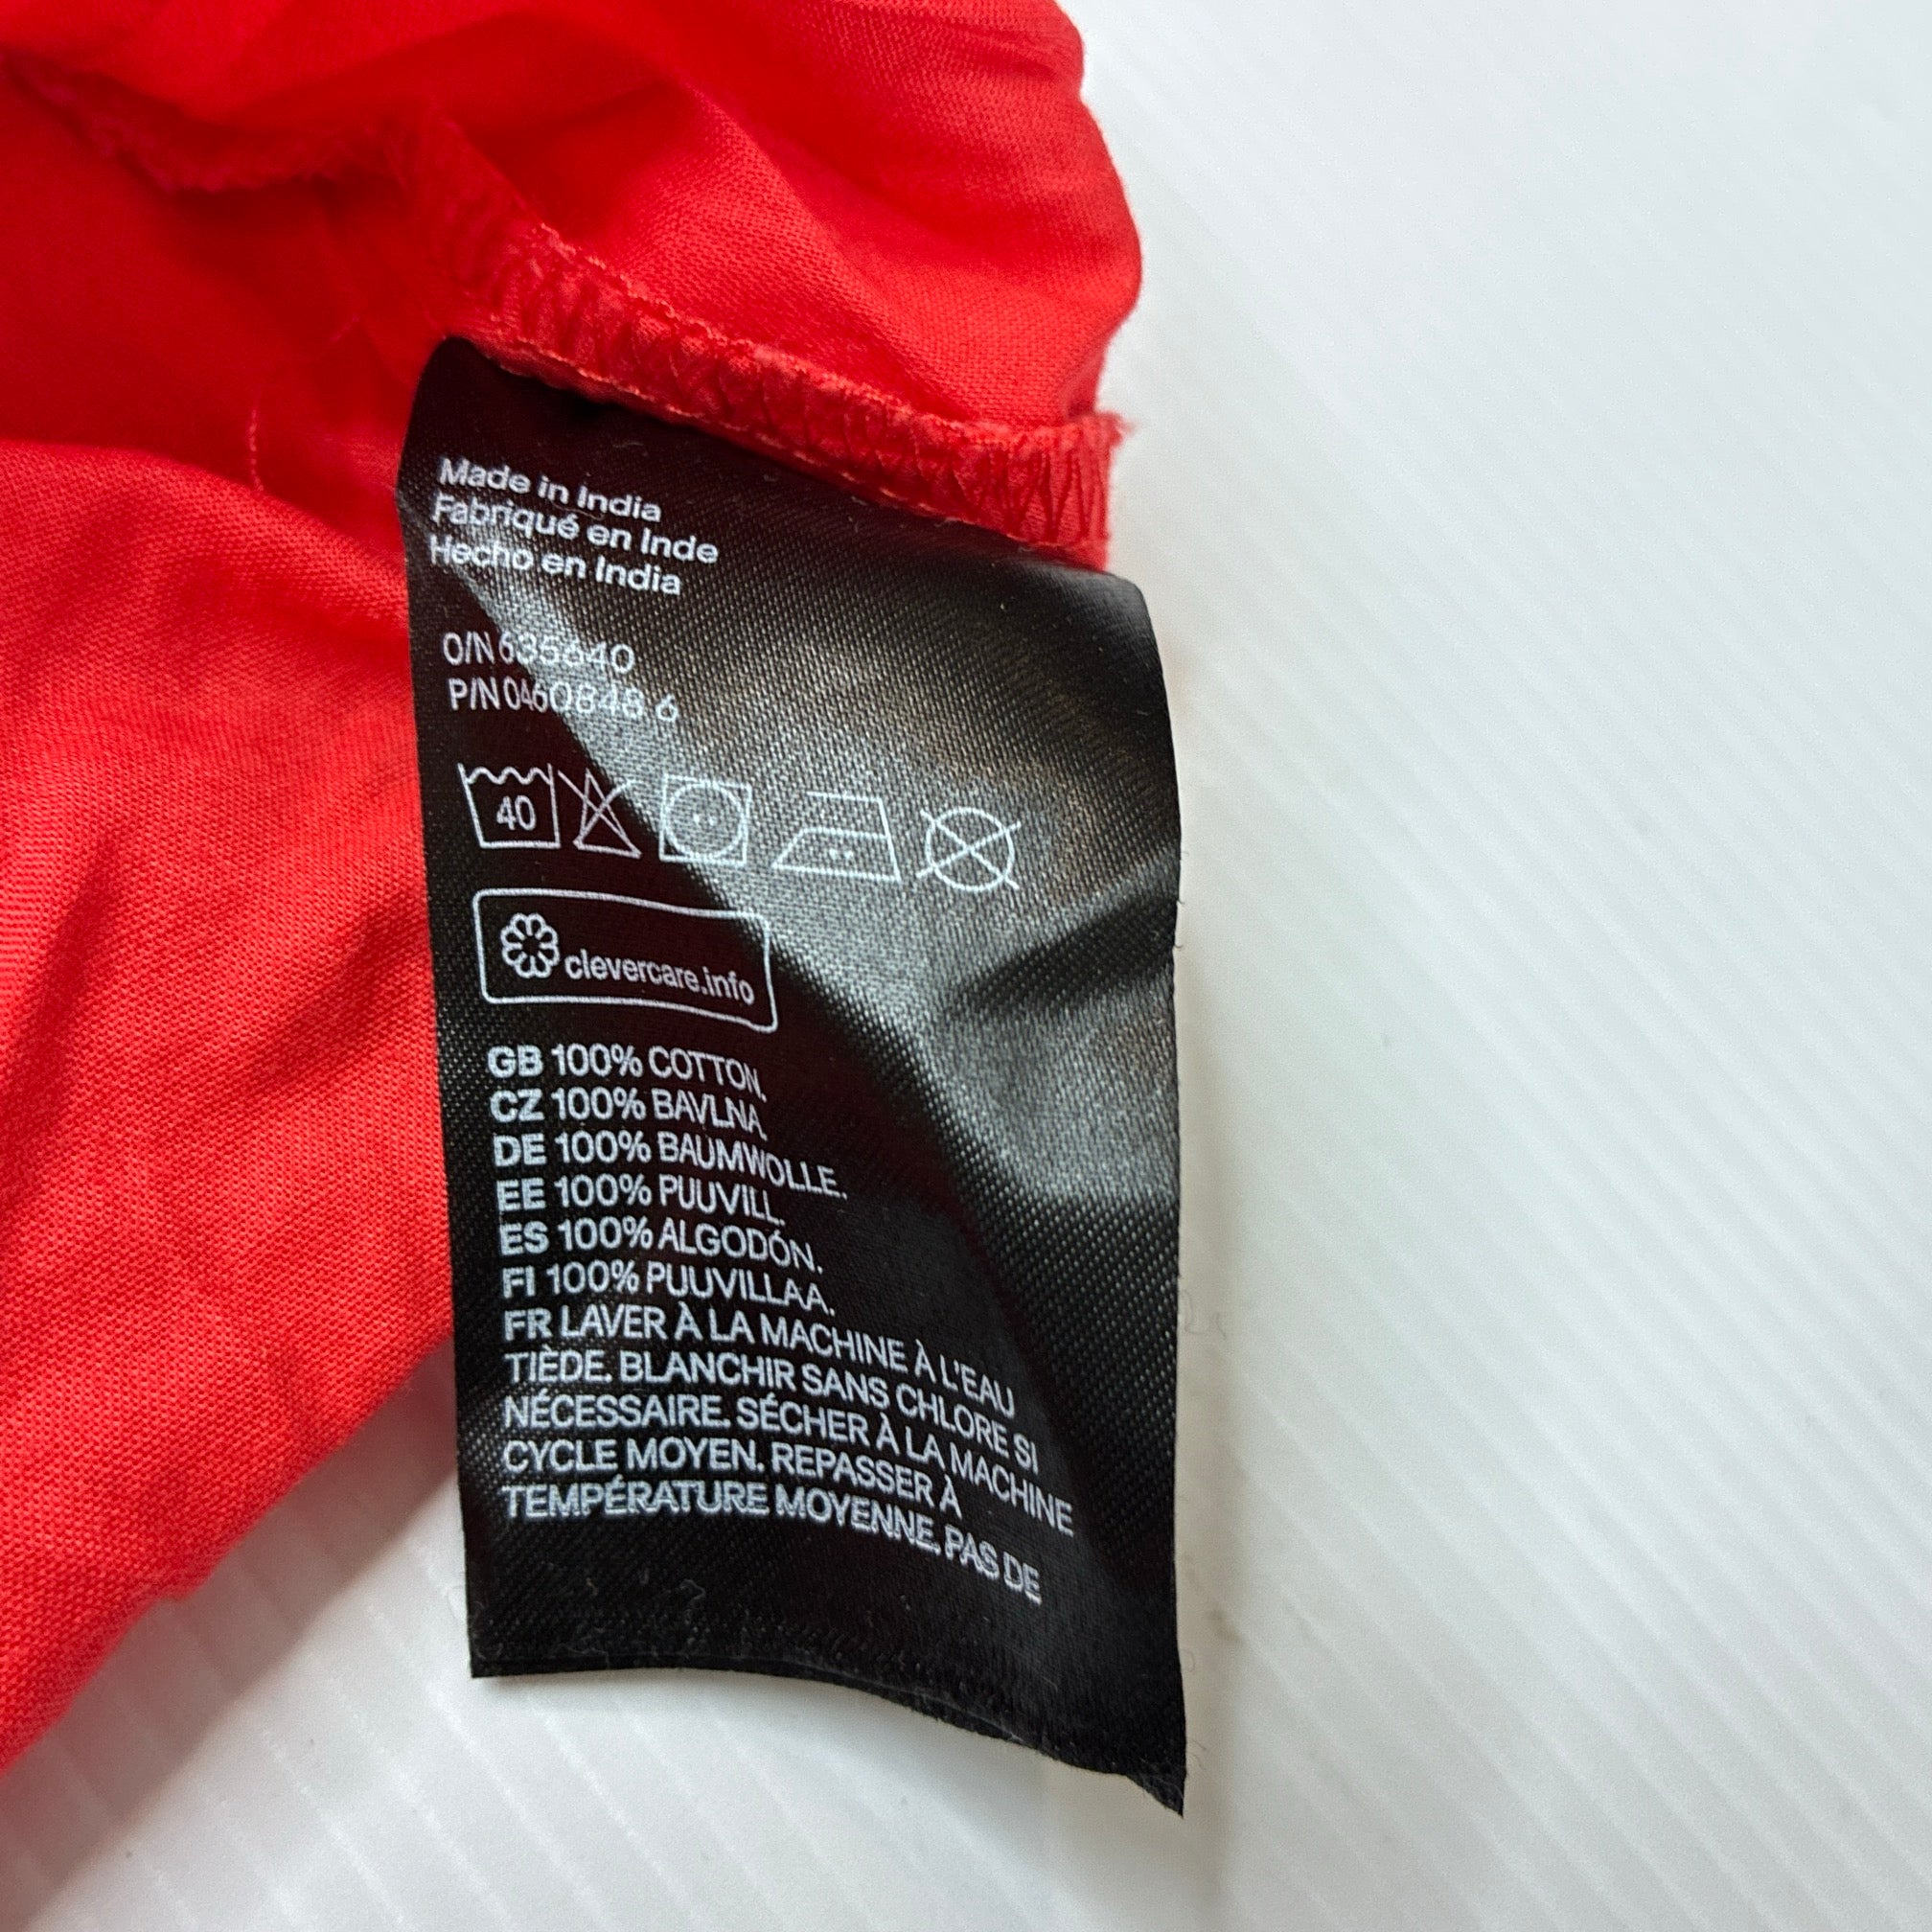 Made in India
Fabriqué en Inde
Hecho en India
O/N 635640
P/N 0460848 6
40
clevercare.info
GB 100% COTTON.
CZ 100% BAVLNA.
DE 100% BAUMWOLLE.
EE 100% PUUVILL.
ES 100% ALGODÓN.
FI 100% PUUVILLAA.
FR LAVER À LA MACHINE À L'EAU
TIÈDE. BLANCHIR SANS CHLORE SI
NÉCESSAIRE. SÉCHER À LA MACHINE
CYCLE MOYEN. REPASSER À
TEMPÉRATURE MOYENNE. PAS DE